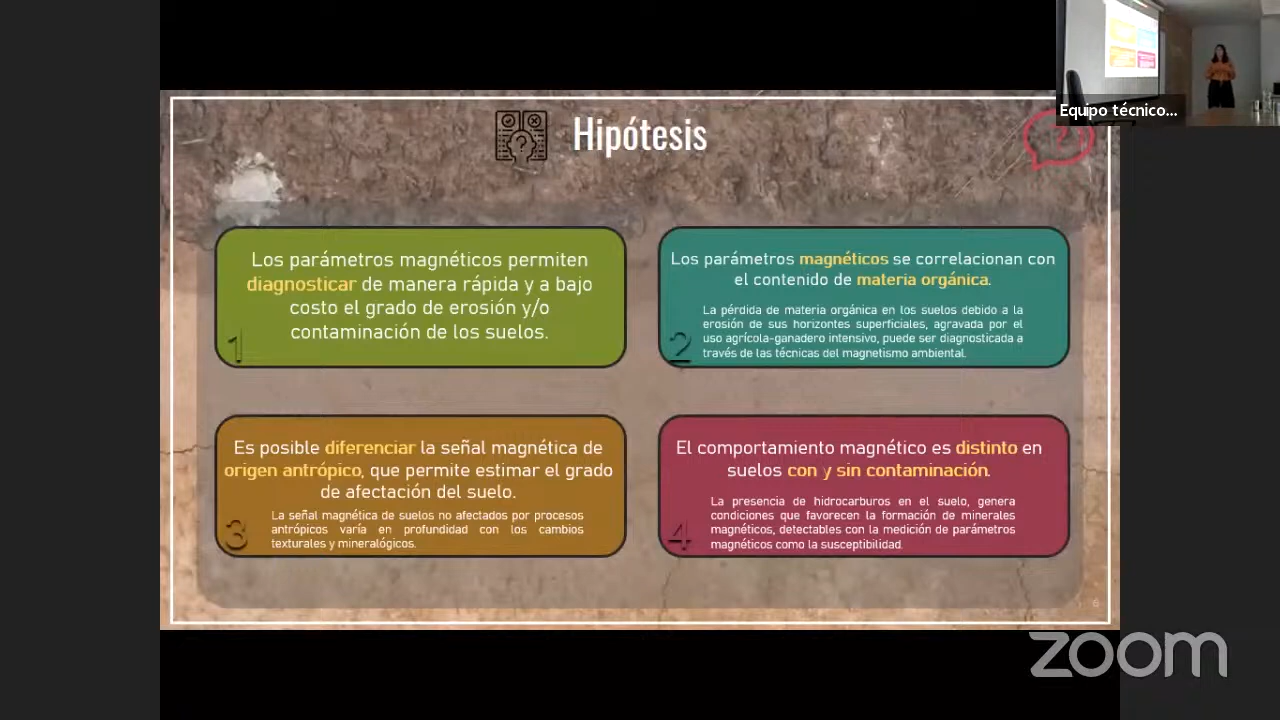 Equipo técnico...
Hipótesis
Los parámetros magnéticos permiten
diagnosticar de manera rápida y a bajo
costo el grado de erosión y/o
contaminación de los suelos.
1
Los parámetros magnéticos se correlacionan con
el contenido de materia orgánica.
La pérdida de materia orgánica en los suelos debido a la
erosión de sus horizontes superficiales, agravada por el
uso agrícola-ganadero intensivo, puede ser diagnosticada a
través de las técnicas del magnetismo ambiental.
2
Es posible diferenciar la señal magnética de
origen antrópico, que permite estimar el grado
de afectación del suelo.
La señal magnética de suelos no afectados por procesos
antrópicos varía en profundidad con los cambios
texturales y mineralógicos.
3
El comportamiento magnético es distinto en
suelos con y sin contaminación.
La presencia de hidrocarburos en el suelo, genera
condiciones que favorecen la formación de minerales
magnéticos, detectables con la medición de parámetros
magnéticos como la susceptibilidad.
4
6
zoom